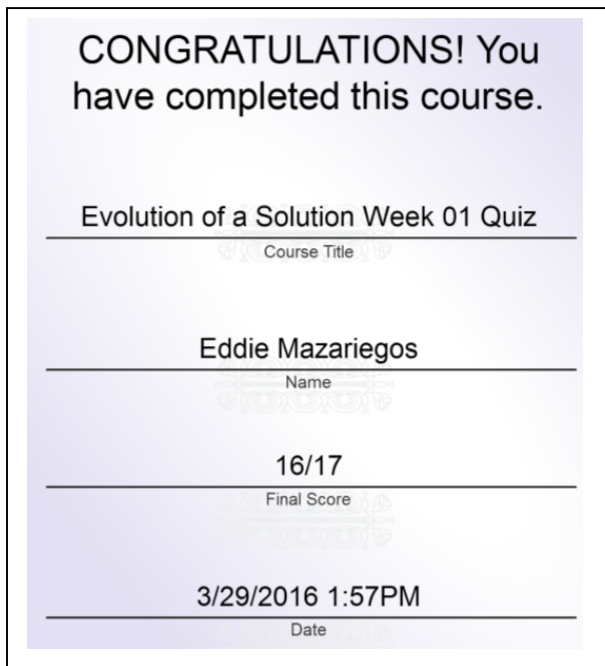 CONGRATULATIONS! You
have completed this course.
Evolution of a Solution Week 01 Quiz
Course Title
Eddie Mazariegos
Name
16/17
Final Score
3/29/2016 1:57PM
Date